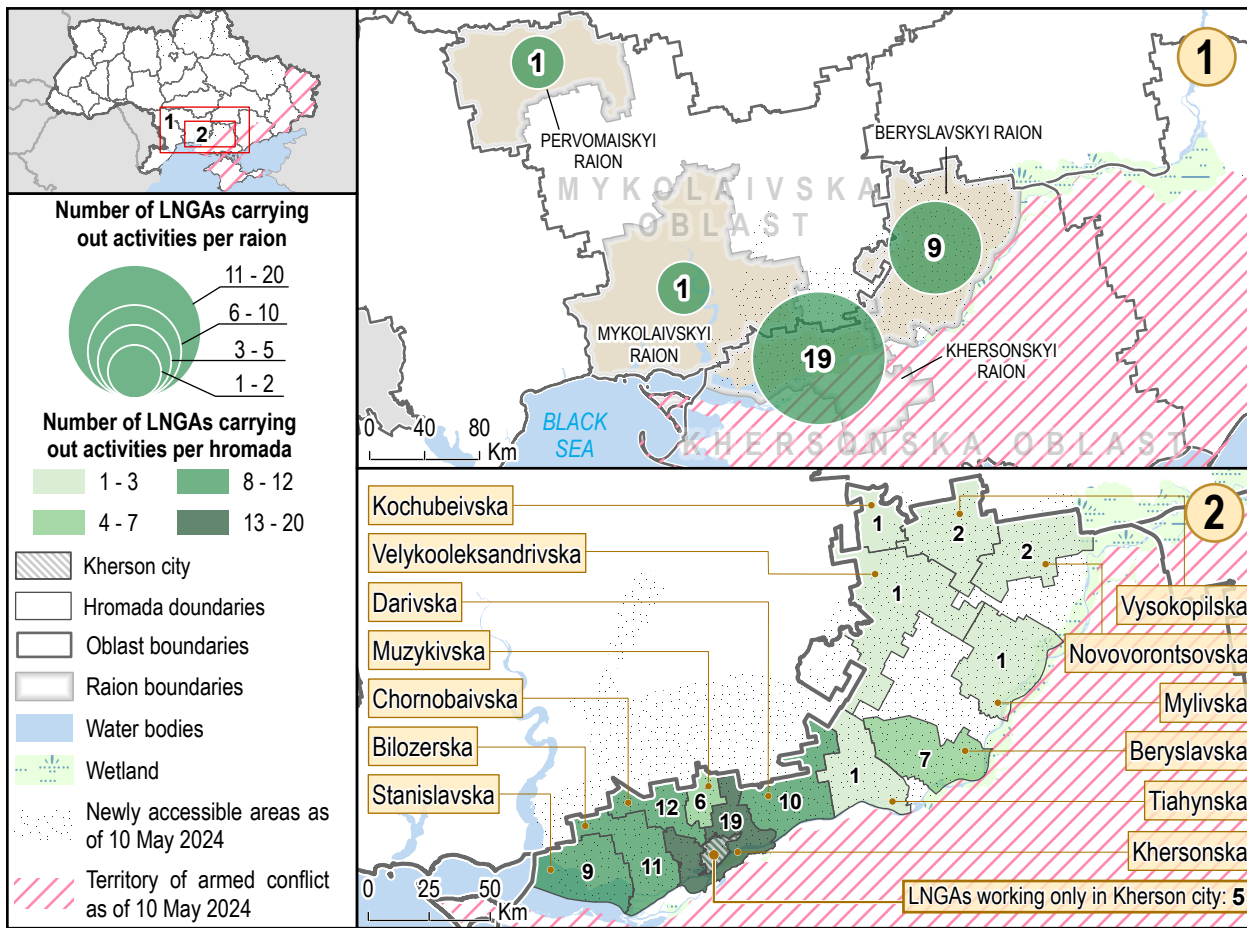 1
2
Number of LNGAs carrying
out activities per raion
11 - 20
6 - 10
3 - 5
1 - 2
Number of LNGAs carrying
out activities per hromada
1 - 3
8 - 12
4 - 7
13 - 20
Kherson city
Hromada doundaries
Oblast boundaries
Raion boundaries
Water bodies
Wetland
Newly accessible areas as
of 10 May 2024
Territory of armed conflict
as of 10 May 2024
1
1
PERVOMAISKYI
RAION
BERYSLAVSKYI RAION
MYKOLAIVSKA
OBLAST
9
1
MYKOLAIVSKYI
RAION
19
KHERSONSKYI
RAION
BLACK
SEA
KHERSONSKA OBLAST
0 40 80
Km
2
Kochubeivska
Velykooleksandrivska
Darivska
Muzykivska
Chornobaivska
Bilozerska
Stanislavska
1
2
2
1
1
7
1
10
6
12
19
11
9
Vysokopilska
Novovorontsovska
Mylivska
Beryslavska
Tiahynska
Khersonska
LNGAs working only in Kherson city: 5
0 25 50
Km